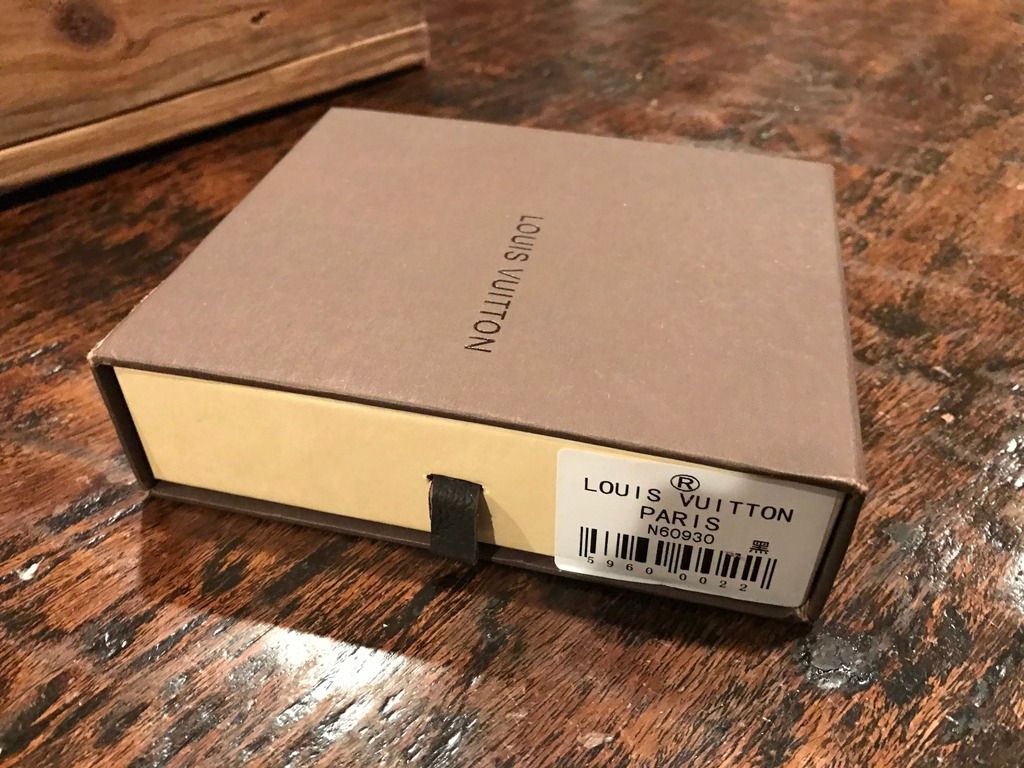 LOUIS VUITTON
®
LOUIS VUITTON
PARIS
N60930 黑
5960 0022